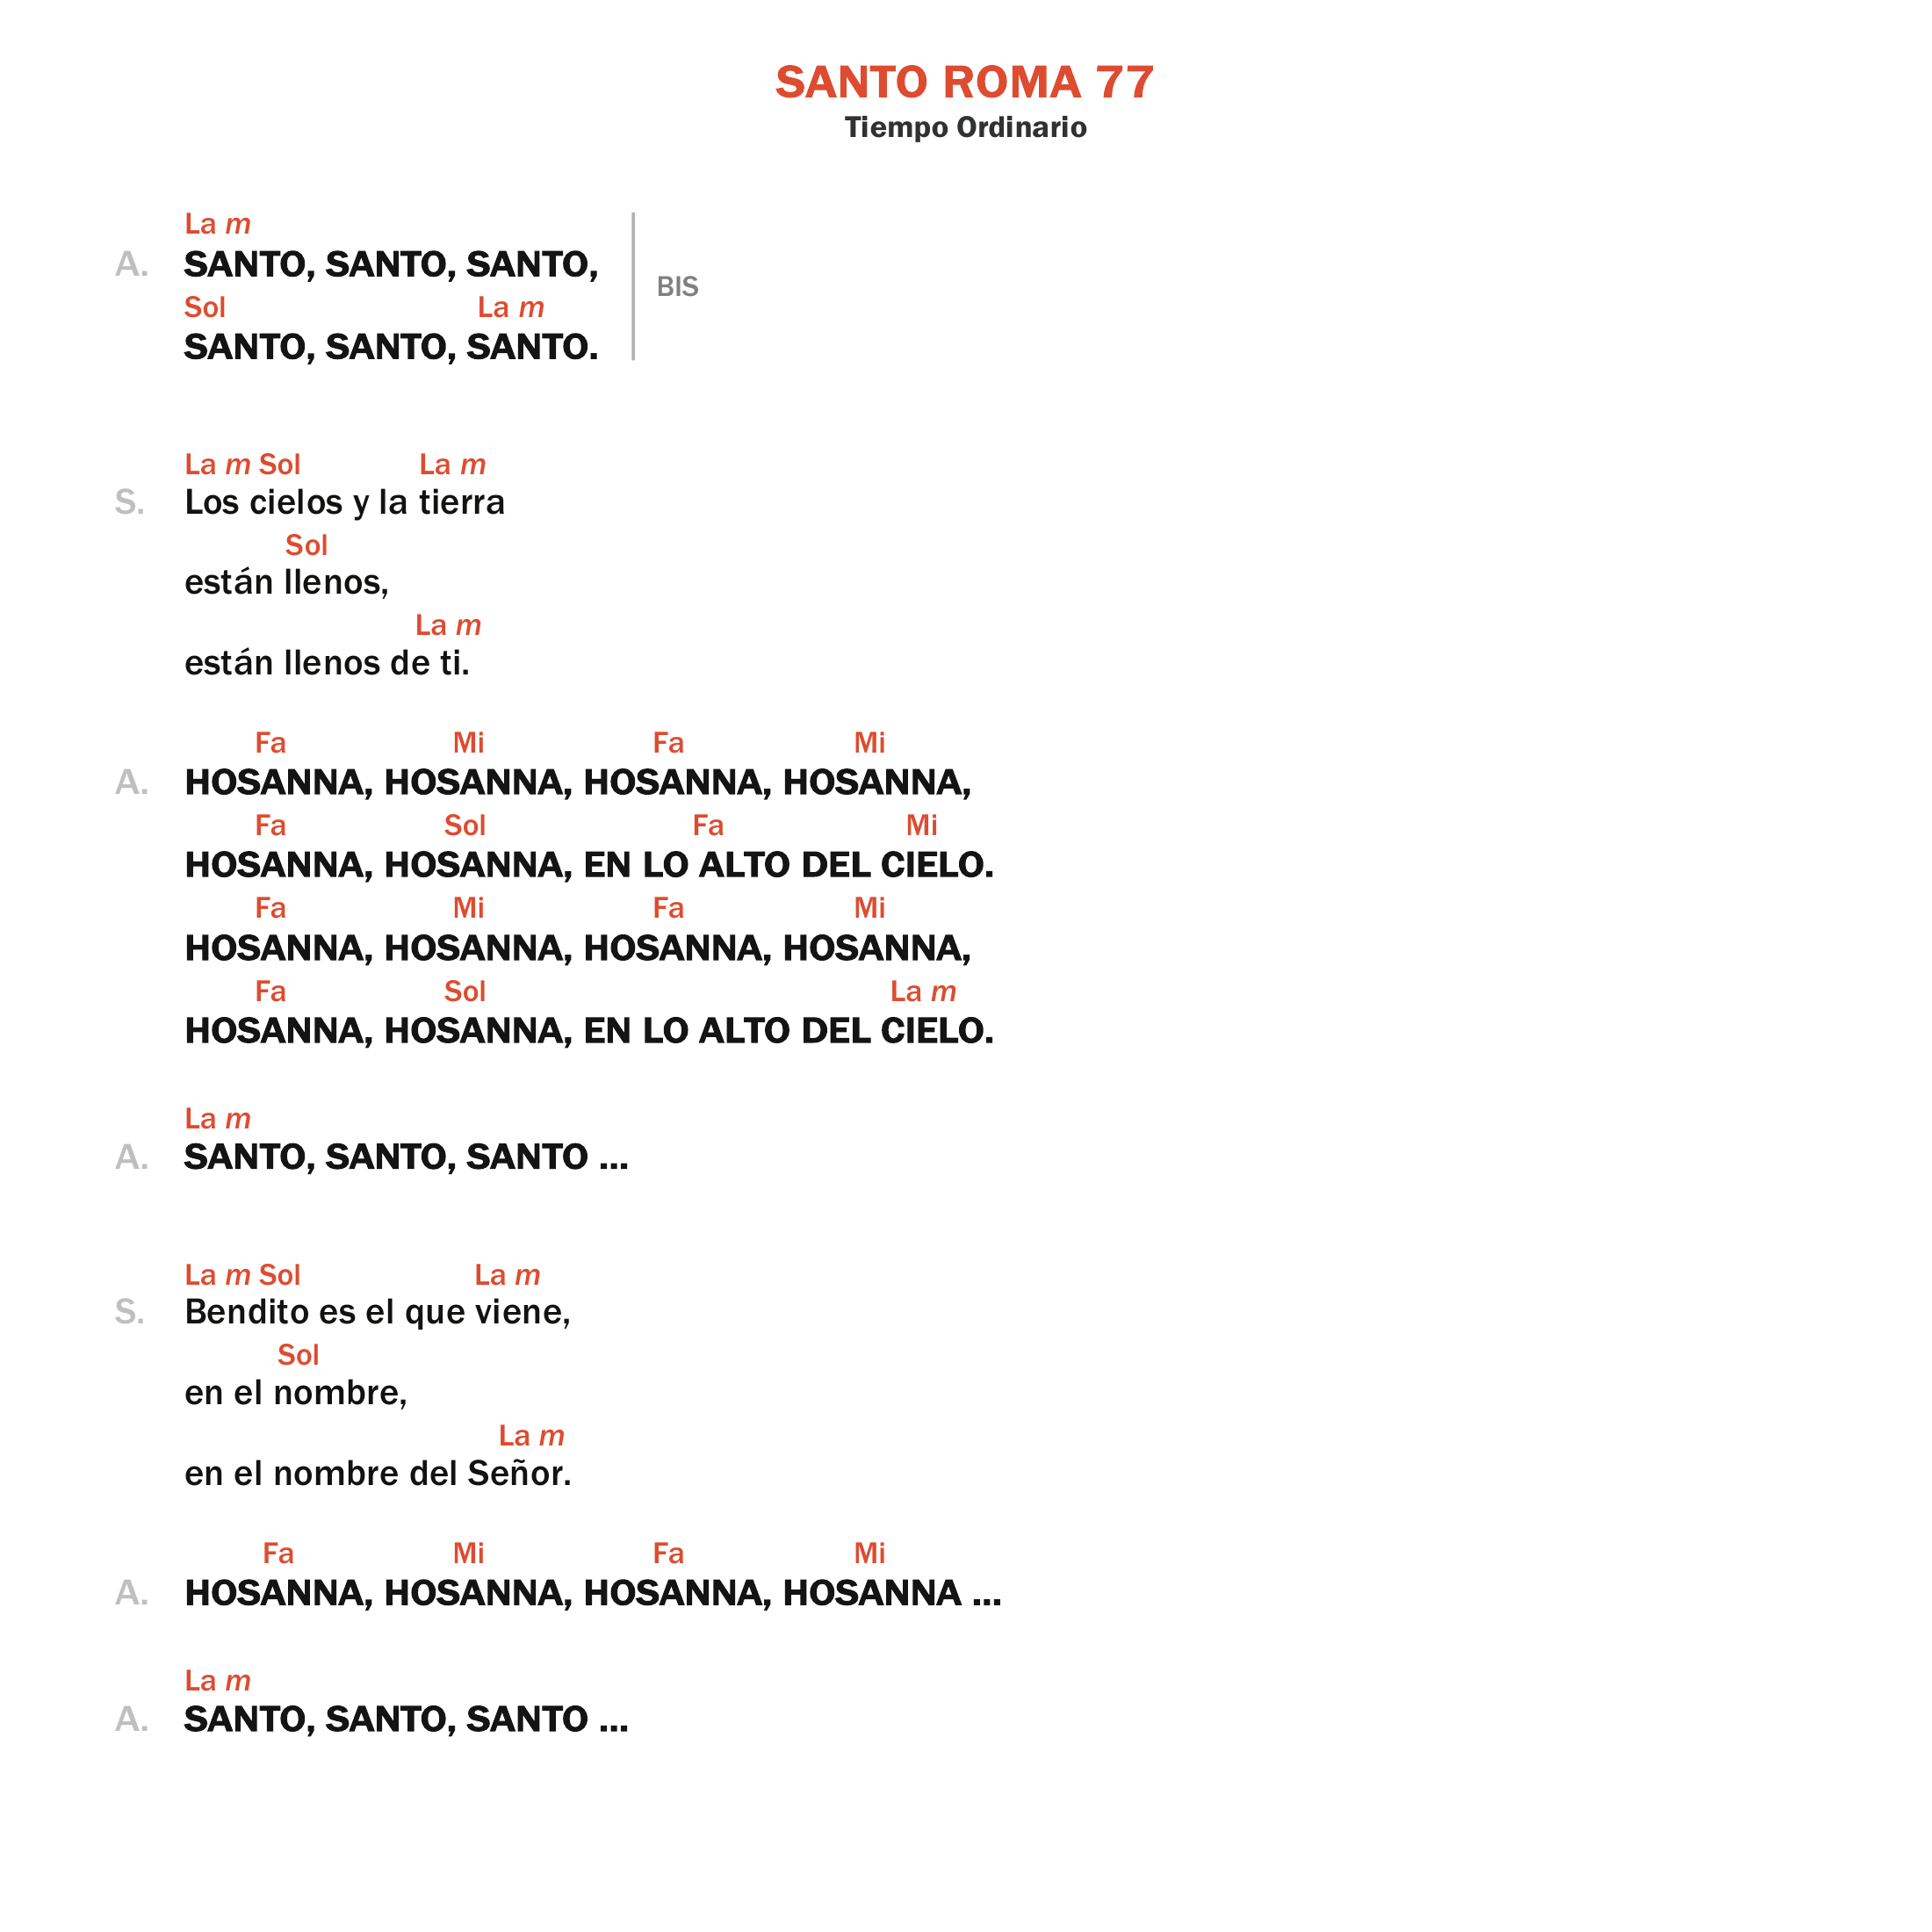 SANTO ROMA 77
Tiempo Ordinario
La m
A. SANTO, SANTO, SANTO,
BIS
Sol La m
SANTO, SANTO, SANTO.
La m Sol La m
S. Los cielos y la tierra
Sol
están llenos,
La m
están llenos de ti.
Fa Mi Fa Mi
A. HOSANNA, HOSANNA, HOSANNA, HOSANNA,
Fa Sol Fa Mi
HOSANNA, HOSANNA, EN LO ALTO DEL CIELO.
Fa Mi Fa Mi
HOSANNA, HOSANNA, HOSANNA, HOSANNA,
Fa Sol La m
HOSANNA, HOSANNA, EN LO ALTO DEL CIELO.
La m
A. SANTO, SANTO, SANTO ...
La m Sol La m
S. Bendito es el que viene,
Sol
en el nombre,
La m
en el nombre del Señor.
Fa Mi Fa Mi
A. HOSANNA, HOSANNA, HOSANNA, HOSANNA ...
La m
A. SANTO, SANTO, SANTO ...